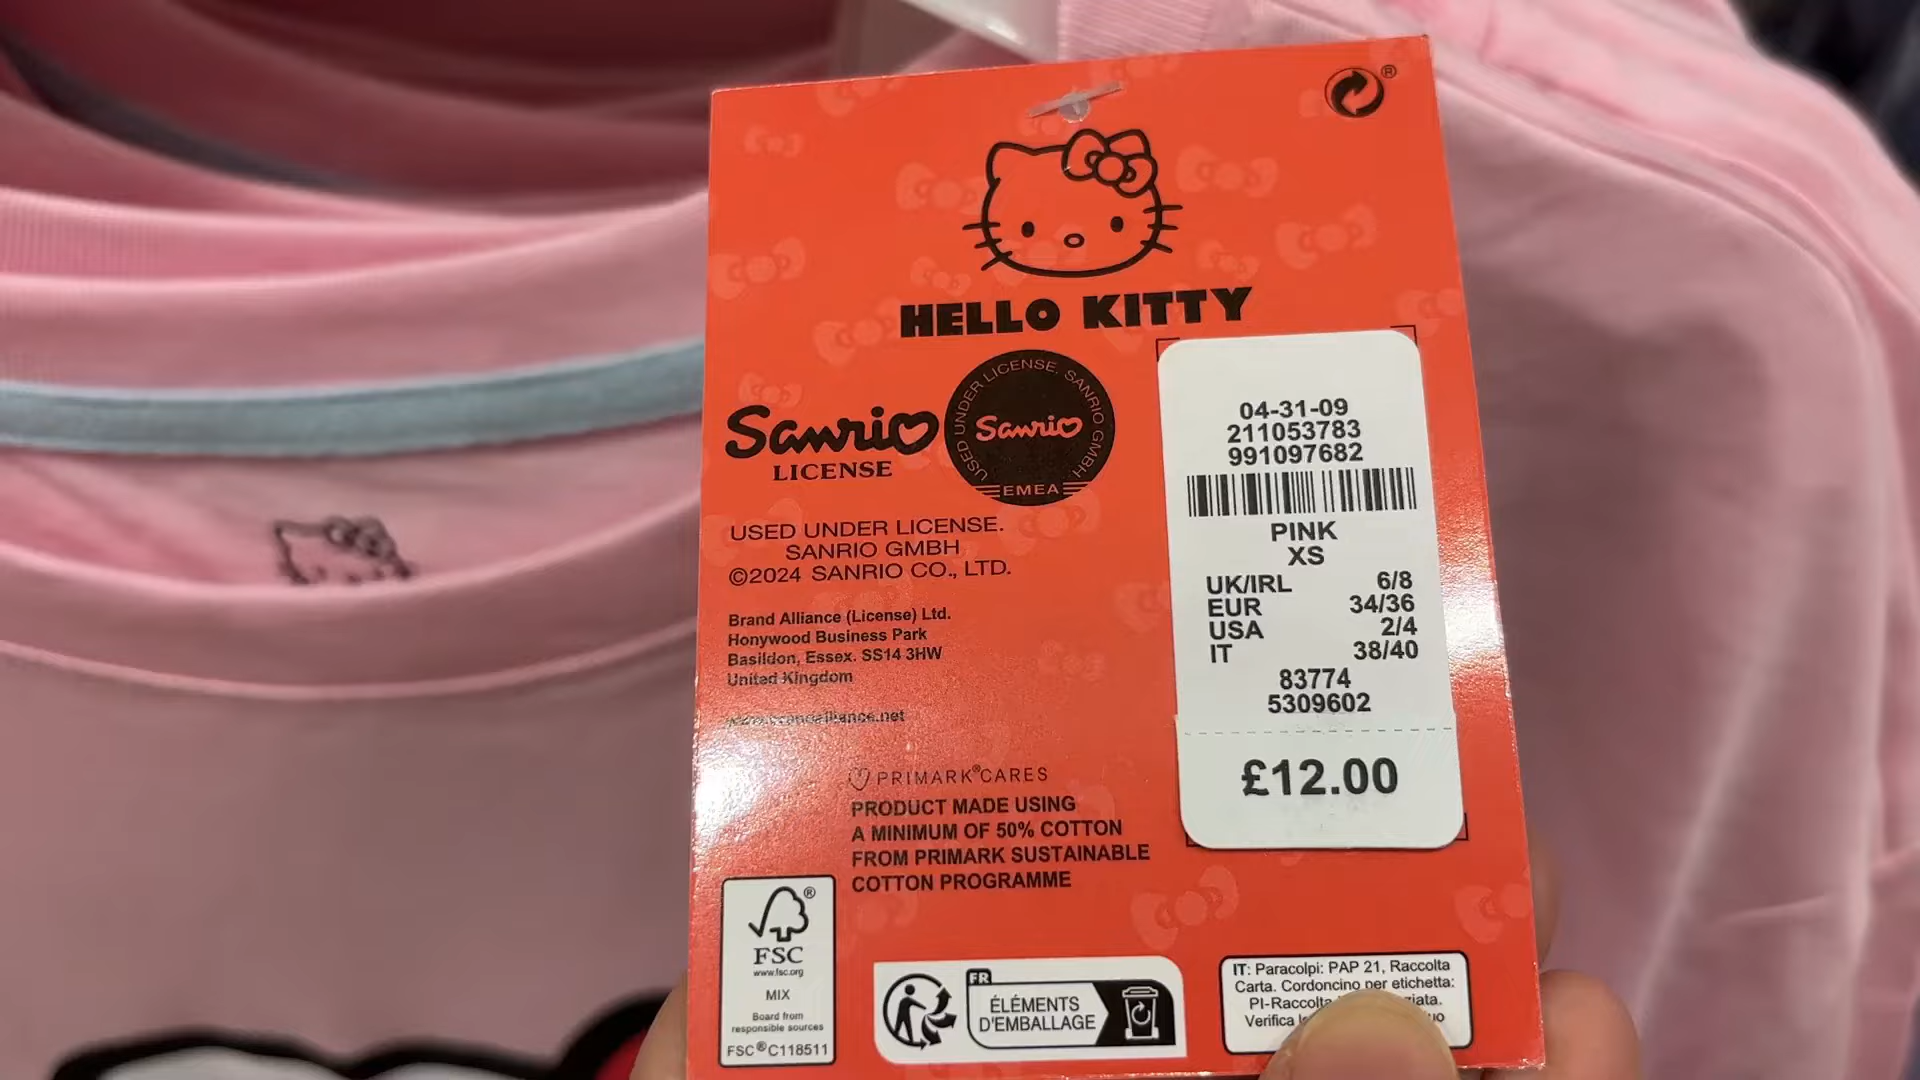 HELLO KITTY
Sanrio
LICENSE
USED UNDER LICENSE. SANRIO GMBH.
Sanrio
EMEA
USED UNDER LICENSE.
SANRIO GMBH
©2024 SANRIO CO., LTD.
Brand Alliance (License) Ltd.
Honywood Business Park
Basildon, Essex. SS14 3HW
United Kingdom
04-31-09
211053783
991097682
PINK
XS
UK/IRL 6/8
EUR 34/36
USA 2/4
IT 38/40
83774
5309602
£12.00
PRIMARK®CARES
PRODUCT MADE USING
A MINIMUM OF 50% COTTON
FROM PRIMARK SUSTAINABLE
COTTON PROGRAMME
®
FSC
www.fsc.org
MIX
Board from
responsible sources
FSC® C118511
FR
ÉLÉMENTS
D'EMBALLAGE
IT: Paracolpi: PAP 21, Raccolta
Carta. Cordoncino per etichetta:
PI-Raccolta
Verifica
®